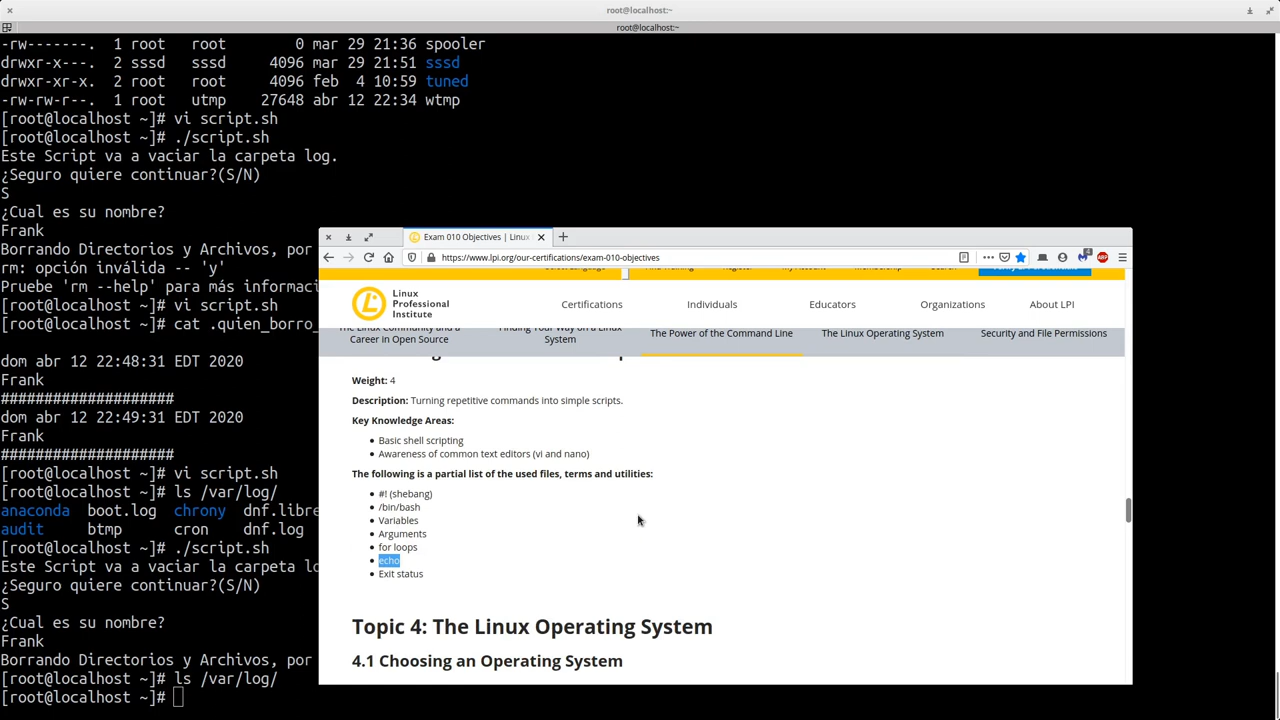 root@localhost:~
root@localhost:~
-rw-------. 1 root root 0 mar 29 21:36 spooler
drwxr-x---. 2 sssd sssd 4096 mar 29 21:51 sssd
drwxr-xr-x. 2 root root 4096 feb 4 10:59 tuned
-rw-rw-r--. 1 root utmp 27648 abr 12 22:34 wtmp
[root@localhost ~]# vi script.sh
[root@localhost ~]# ./script.sh
Este Script va a vaciar la carpeta log.
¿Seguro quiere continuar?(S/N)
S
¿Cual es su nombre?
Frank
Borrando Directorios y Archivos, por
rm: opción inválida -- 'y'
Pruebe 'rm --help' para más informaci
[root@localhost ~]# vi script.sh
[root@localhost ~]# cat .quien_borro_
dom abr 12 22:48:31 EDT 2020
Frank
####################
dom abr 12 22:49:31 EDT 2020
Frank
####################
[root@localhost ~]# vi script.sh
[root@localhost ~]# ls /var/log/
anaconda boot.log chrony dnf.libre
audit btmp cron dnf.log
[root@localhost ~]# ./script.sh
Este Script va a vaciar la carpeta lo
¿Seguro quiere continuar?(S/N)
S
¿Cual es su nombre?
Frank
Borrando Directorios y Archivos, por
[root@localhost ~]# ls /var/log/
[root@localhost ~]#
Exam 010 Objectives | Linux
https://www.lpi.org/our-certifications/exam-010-objectives
Linux
Professional
Institute
Certifications Individuals Educators Organizations About LPI
The Linux Community and a
Career in Open Source
Finding Your Way on a Linux
System
The Power of the Command Line
The Linux Operating System
Security and File Permissions
Weight: 4
Description: Turning repetitive commands into simple scripts.
Key Knowledge Areas:
Basic shell scripting
Awareness of common text editors (vi and nano)
The following is a partial list of the used files, terms and utilities:
#! (shebang)
/bin/bash
Variables
Arguments
for loops
echo
Exit status
Topic 4: The Linux Operating System
4.1 Choosing an Operating System